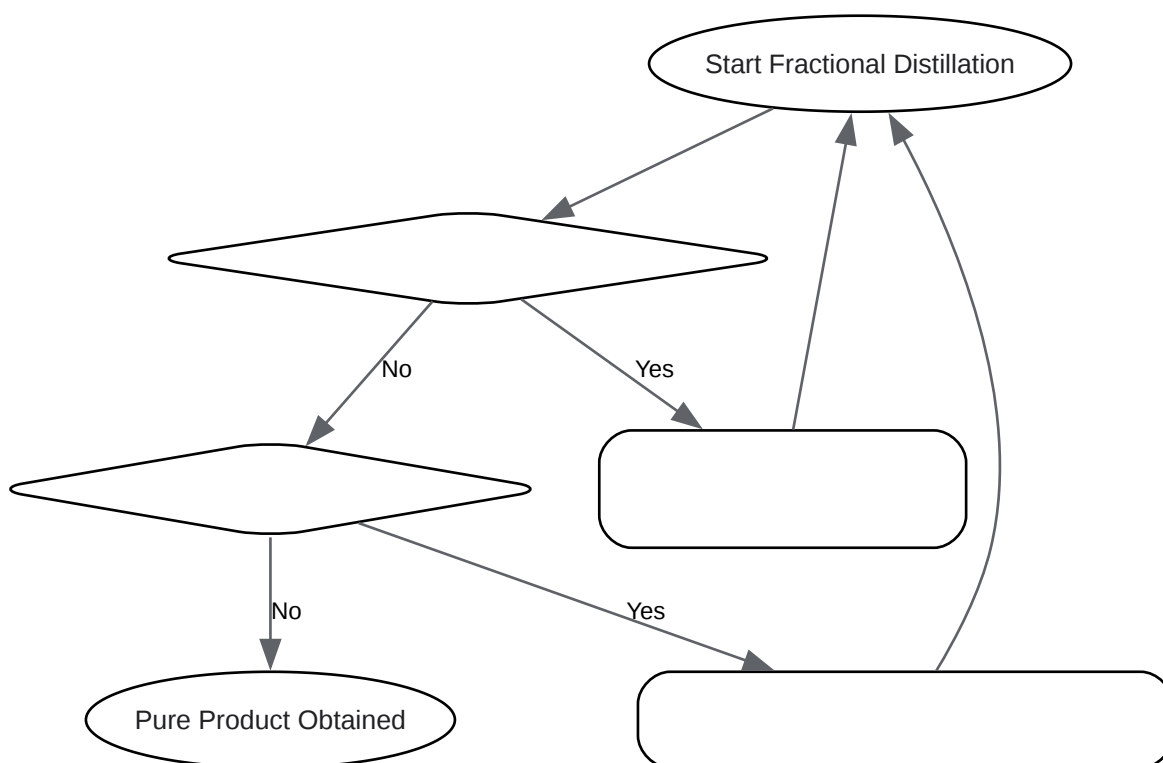 Start Fractional Distillation
No
Yes
No
Yes
Pure Product Obtained